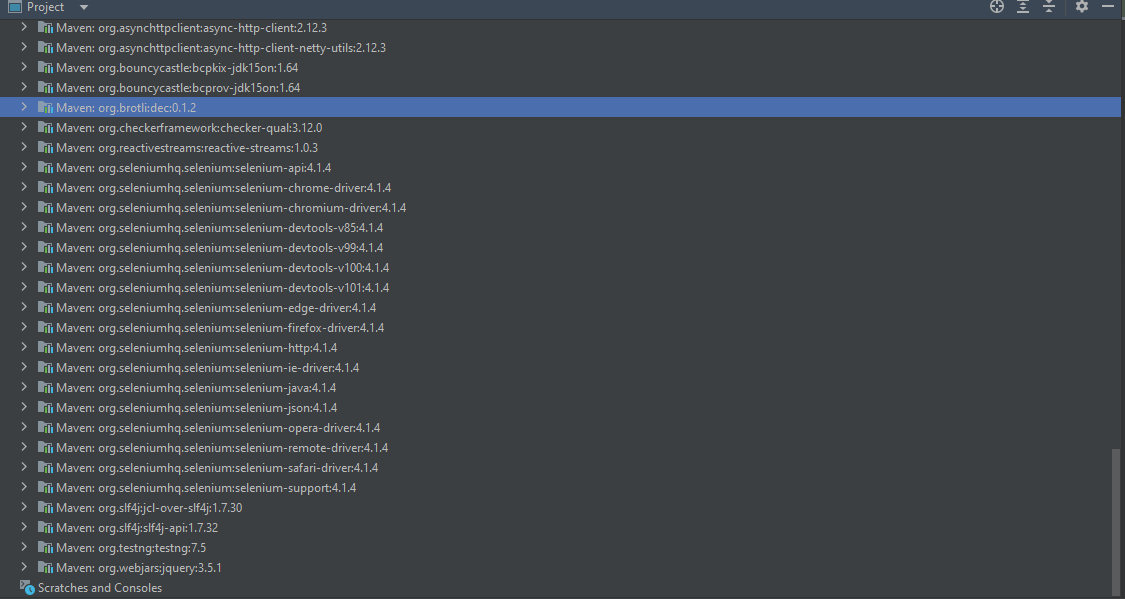 Project
Maven: org.asynchttpclient:async-http-client:2.12.3
Maven: org.asynchttpclient:async-http-client-netty-utils:2.12.3
Maven: org.bouncycastle:bcpkix-jdk15on:1.64
Maven: org.bouncycastle:bcprov-jdk15on:1.64
Maven: org.brotli:dec:0.1.2
Maven: org.checkerframework:checker-qual:3.12.0
Maven: org.reactivestreams:reactive-streams:1.0.3
Maven: org.seleniumhq.selenium:selenium-api:4.1.4
Maven: org.seleniumhq.selenium:selenium-chrome-driver:4.1.4
Maven: org.seleniumhq.selenium:selenium-chromium-driver:4.1.4
Maven: org.seleniumhq.selenium:selenium-devtools-v85:4.1.4
Maven: org.seleniumhq.selenium:selenium-devtools-v99:4.1.4
Maven: org.seleniumhq.selenium:selenium-devtools-v100:4.1.4
Maven: org.seleniumhq.selenium:selenium-devtools-v101:4.1.4
Maven: org.seleniumhq.selenium:selenium-edge-driver:4.1.4
Maven: org.seleniumhq.selenium:selenium-firefox-driver:4.1.4
Maven: org.seleniumhq.selenium:selenium-http:4.1.4
Maven: org.seleniumhq.selenium:selenium-ie-driver:4.1.4
Maven: org.seleniumhq.selenium:selenium-java:4.1.4
Maven: org.seleniumhq.selenium:selenium-json:4.1.4
Maven: org.seleniumhq.selenium:selenium-opera-driver:4.1.4
Maven: org.seleniumhq.selenium:selenium-remote-driver:4.1.4
Maven: org.seleniumhq.selenium:selenium-safari-driver:4.1.4
Maven: org.seleniumhq.selenium:selenium-support:4.1.4
Maven: org.slf4j:jcl-over-slf4j:1.7.30
Maven: org.slf4j:slf4j-api:1.7.32
Maven: org.testng:testng:7.5
Maven: org.webjars:jquery:3.5.1
Scratches and Consoles